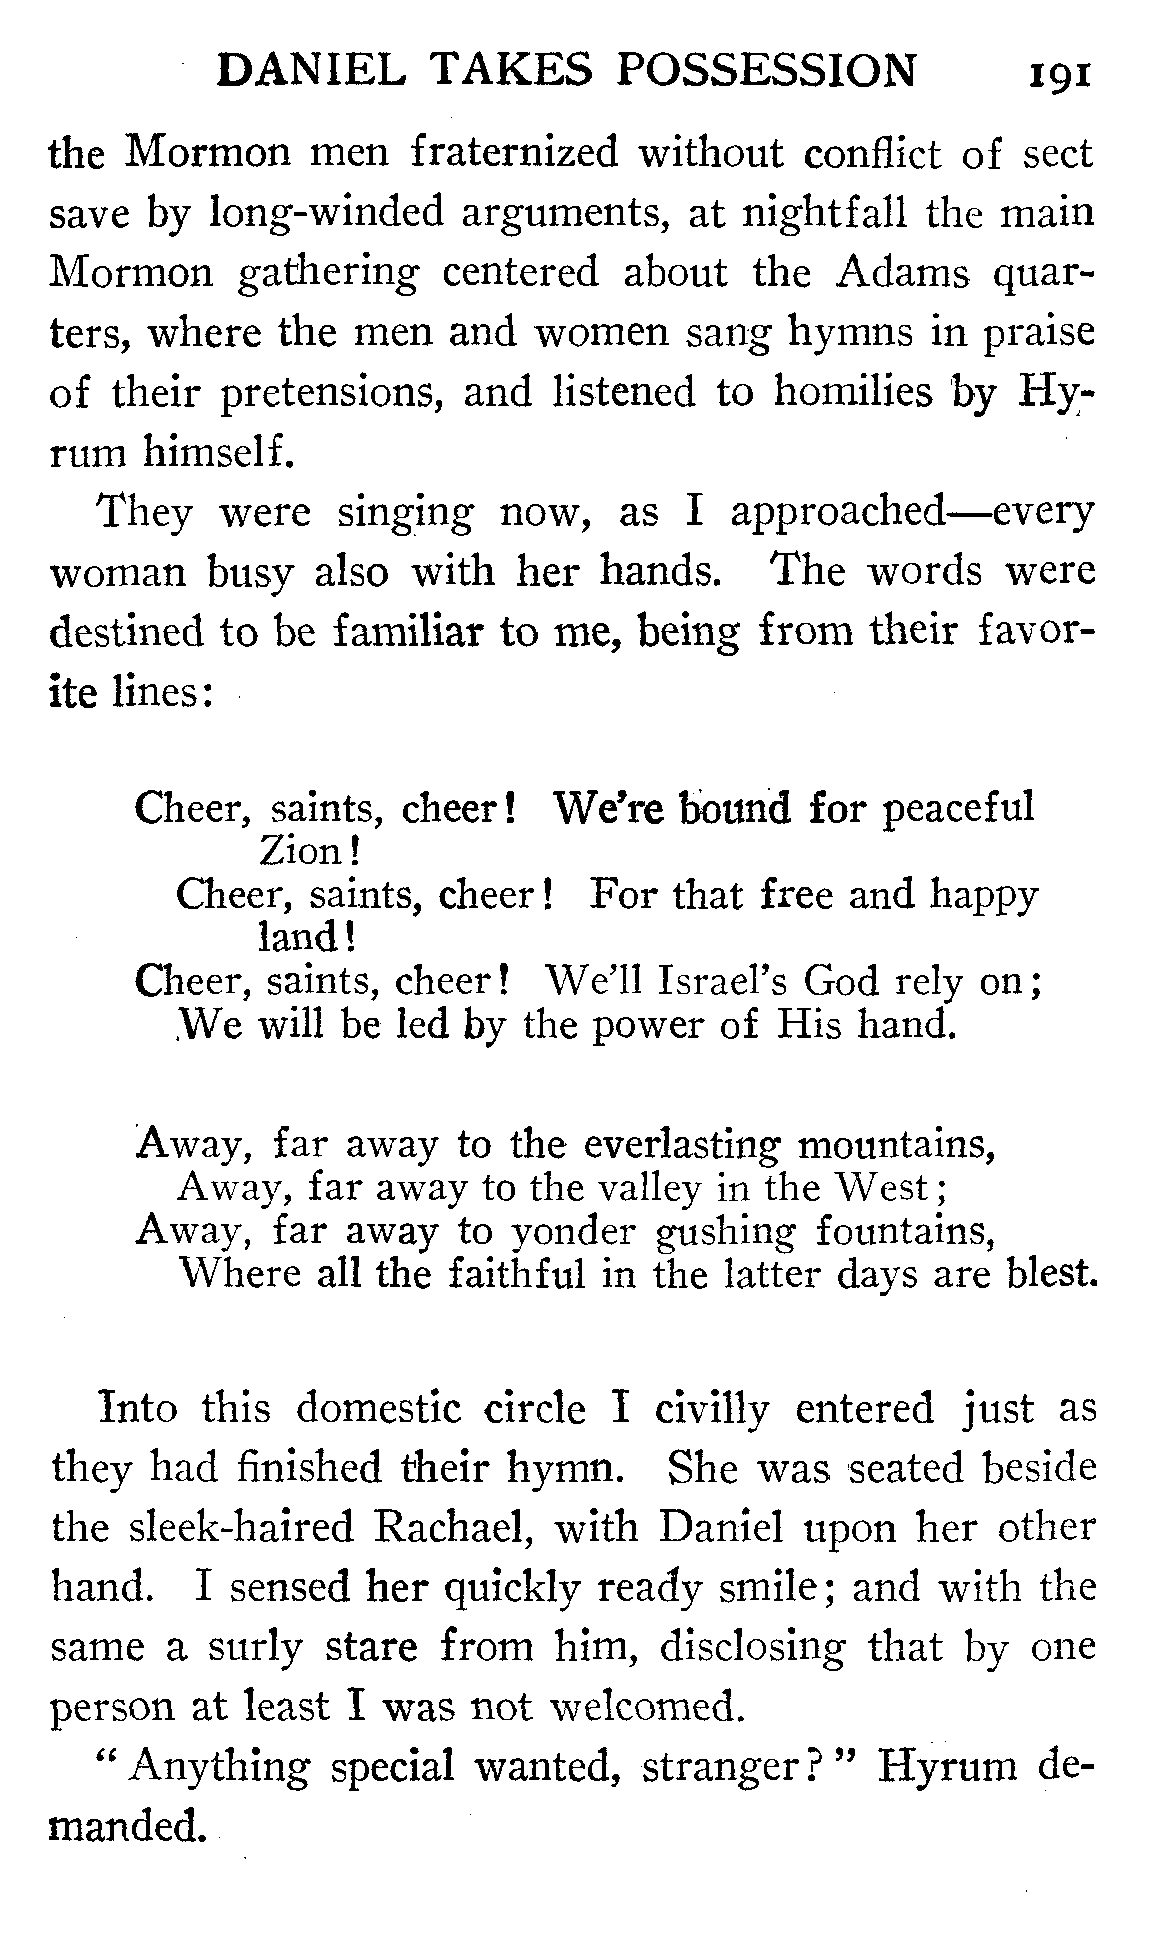 DANIEL TAKES POSSESSION 191
the Mormon men fraternized without conflict of sect
save by long-winded arguments, at nightfall the main
Mormon gathering centered about the Adams quar-
ters, where the men and women sang hymns in praise
of their pretensions, and listened to homilies by Hy-
rum himself.
They were singing now, as I approached—every
woman busy also with her hands. The words were
destined to be familiar to me, being from their favor-
ite lines:
Cheer, saints, cheer! We're bound for peaceful
Zion!
Cheer, saints, cheer! For that free and happy
land!
Cheer, saints, cheer! We'll Israel's God rely on;
We will be led by the power of His hand.
Away, far away to the everlasting mountains,
Away, far away to the valley in the West;
Away, far away to yonder gushing fountains,
Where all the faithful in the latter days are blest.
Into this domestic circle I civilly entered just as
they had finished their hymn. She was seated beside
the sleek-haired Rachael, with Daniel upon her other
hand. I sensed her quickly ready smile; and with the
same a surly stare from him, disclosing that by one
person at least I was not welcomed.
"Anything special wanted, stranger?" Hyrum de-
manded.